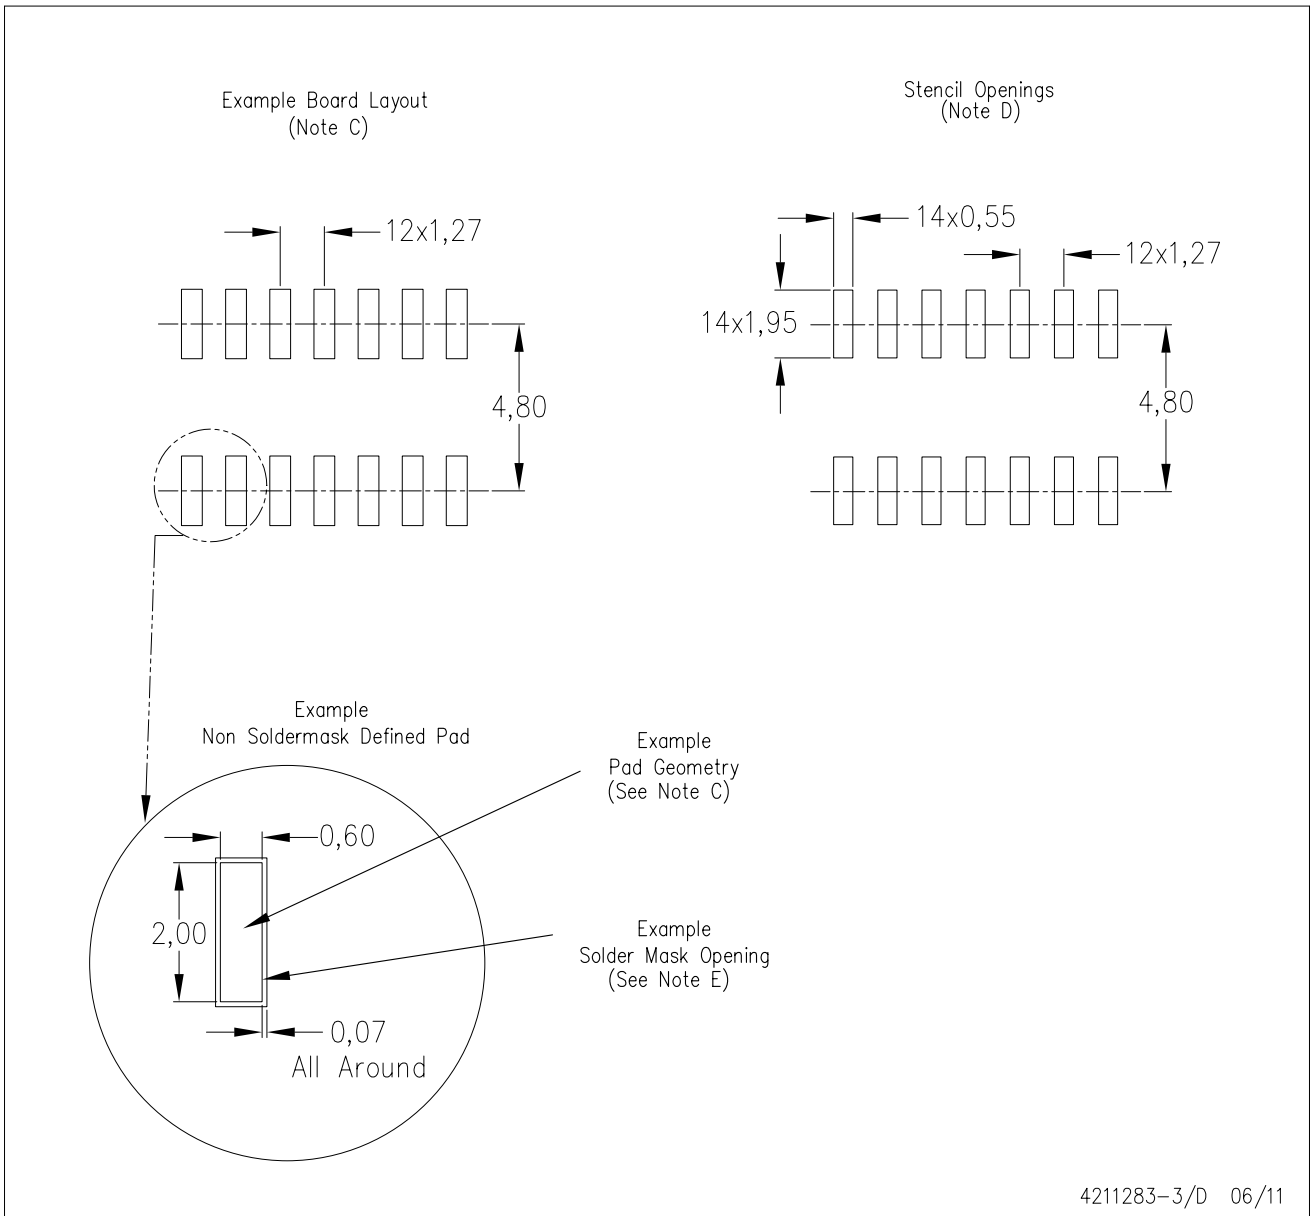 Example Board Layout
(Note C)
Stencil Openings
(Note D)
12x1,27
14x0,55
12x1,27
14x1,95
4,80
4,80
Example
Non Soldermask Defined Pad
Example
Pad Geometry
(See Note C)
0,60
2,00
Example
Solder Mask Opening
(See Note E)
0,07
All Around
4211283-3/D 06/11